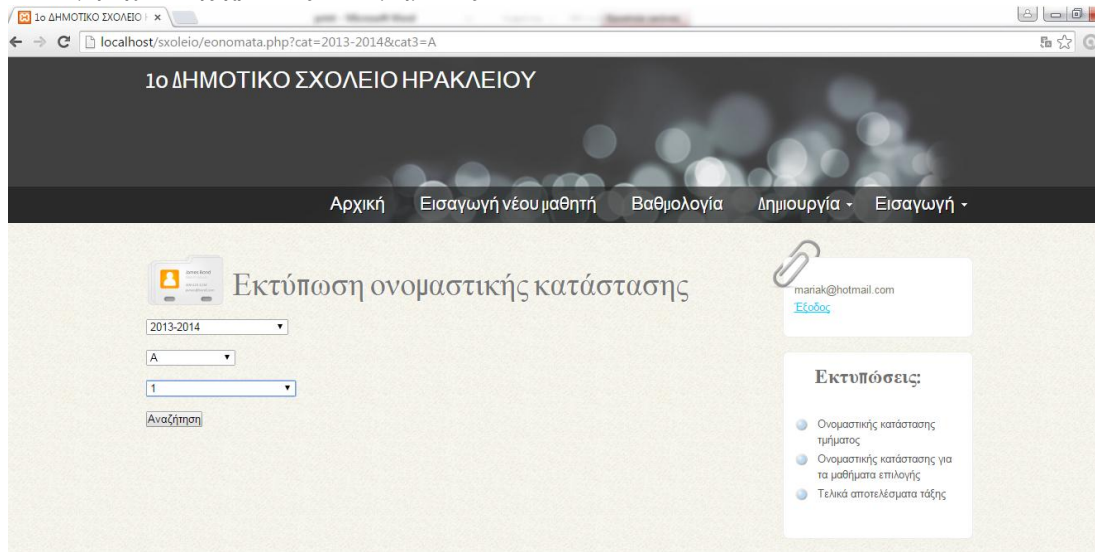 1ο ΔΗΜΟΤΙΚΟ ΣΧΟΛΕΙΟ
localhost/sxoleio/eonomata.php?cat=2013-2014&cat3=A
1ο ΔΗΜΟΤΙΚΟ ΣΧΟΛΕΙΟ ΗΡΑΚΛΕΙΟΥ
Αρχική Εισαγωγή νέου μαθητή Βαθμολογία Δημιουργία Εισαγωγή
Εκτύπωση ονομαστικής κατάστασης
2013-2014
Α
1
Αναζήτηση
mariak@hotmail.com
Έξοδος
Εκτυπώσεις:
Ονομαστικής κατάστασης
τμήματος
Ονομαστικής κατάστασης για
τα μαθήματα επιλογής
Τελικά αποτελέσματα τάξης